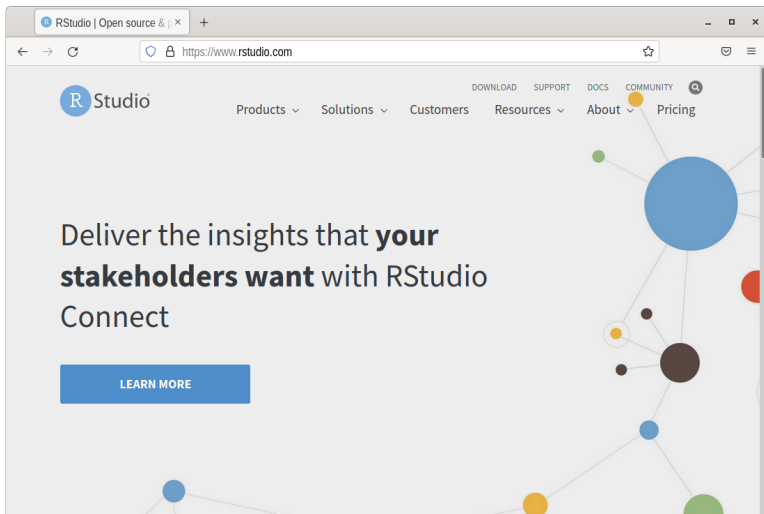 RStudio | Open source & p
https://www.rstudio.com
DOWNLOAD SUPPORT DOCS COMMUNITY
R Studio
Products Solutions Customers Resources About Pricing
Deliver the insights that your
stakeholders want with RStudio
Connect
LEARN MORE